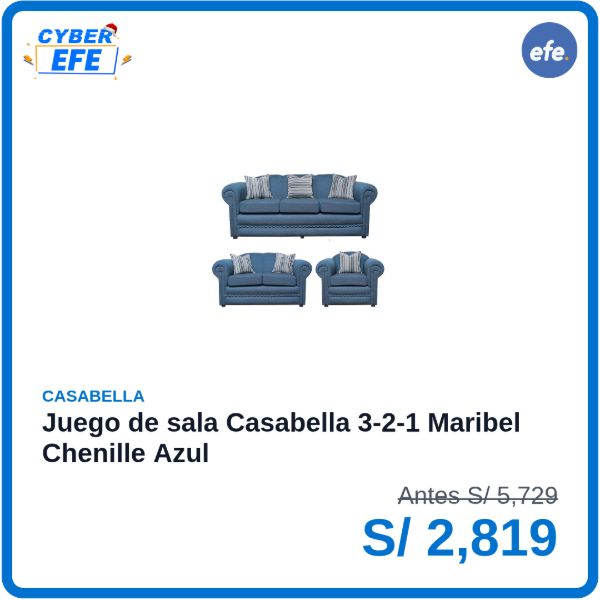 CYBER
EFE
efe.
CASABELLA
Juego de sala Casabella 3-2-1 Maribel
Chenille Azul
Antes S/ 5,729
S/ 2,819